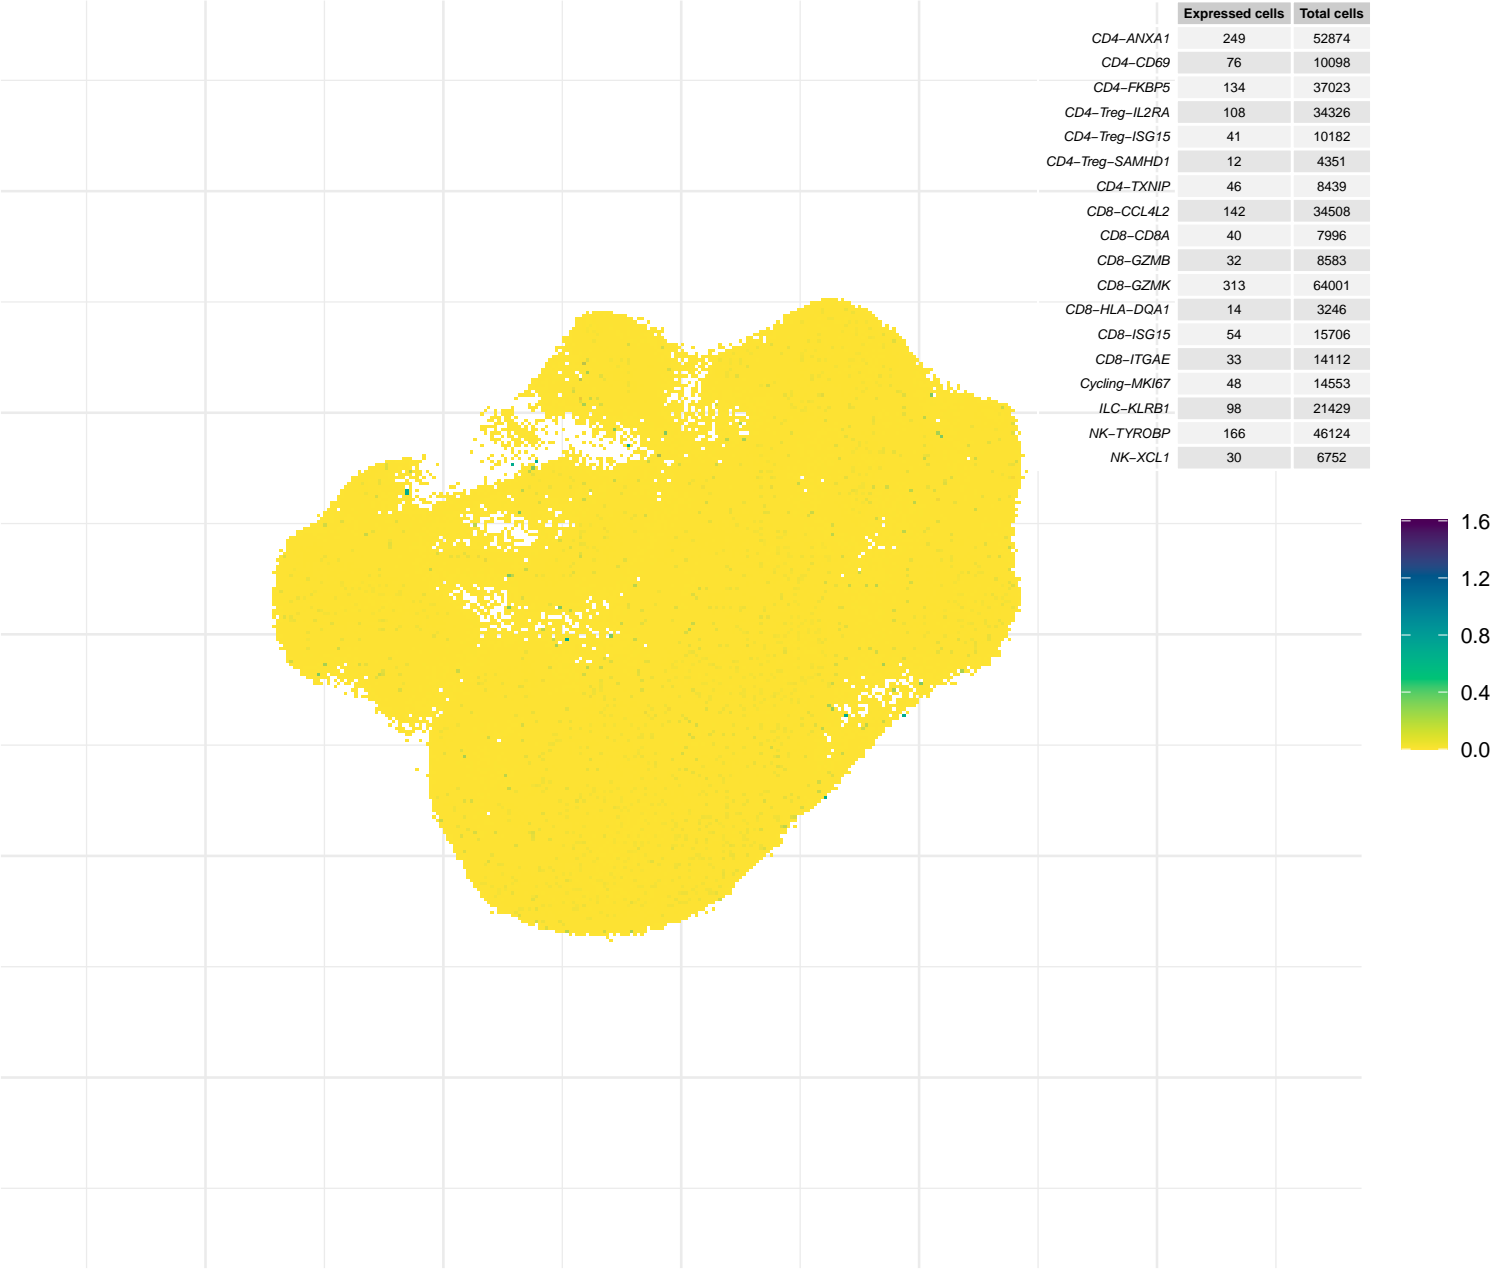 Expressed cells Total cells
CD4−ANXA1 249 52874
CD4−CD69 76 10098
CD4−FKBP5 134 37023
CD4−Treg−IL2RA 108 34326
CD4−Treg−ISG15 41 10182
CD4−Treg−SAMHD1 12 4351
CD4−TXNIP 46 8439
CD8−CCL4L2 142 34508
CD8−CD8A 40 7996
CD8−GZMB 32 8583
CD8−GZMK 313 64001
CD8−HLA−DQA1 14 3246
CD8−ISG15 54 15706
CD8−ITGAE 33 14112
Cycling−MKI67 48 14553
ILC−KLRB1 98 21429
NK−TYROBP 166 46124
NK−XCL1 30 6752
1.6
1.2
0.8
0.4
0.0